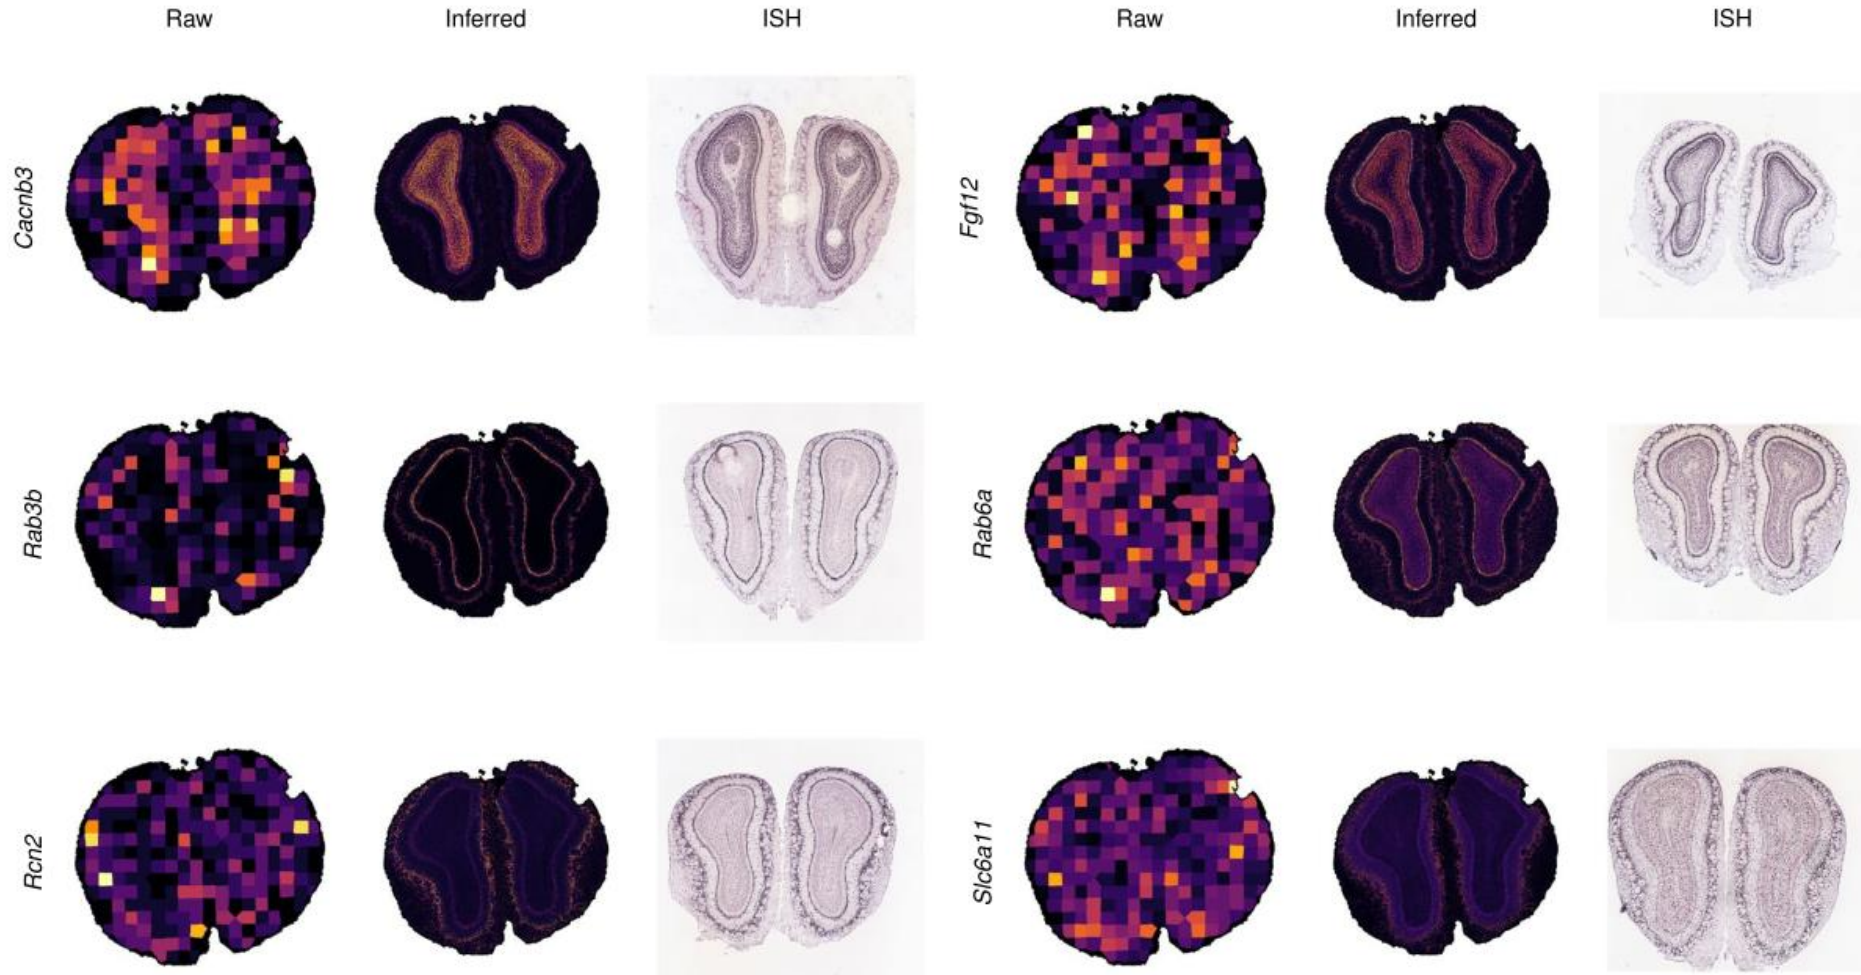 Raw Inferred ISH Raw Inferred ISH
Cacnb3 Fgf12
Rab3b Rab6a
Rcn2 Slc6a11